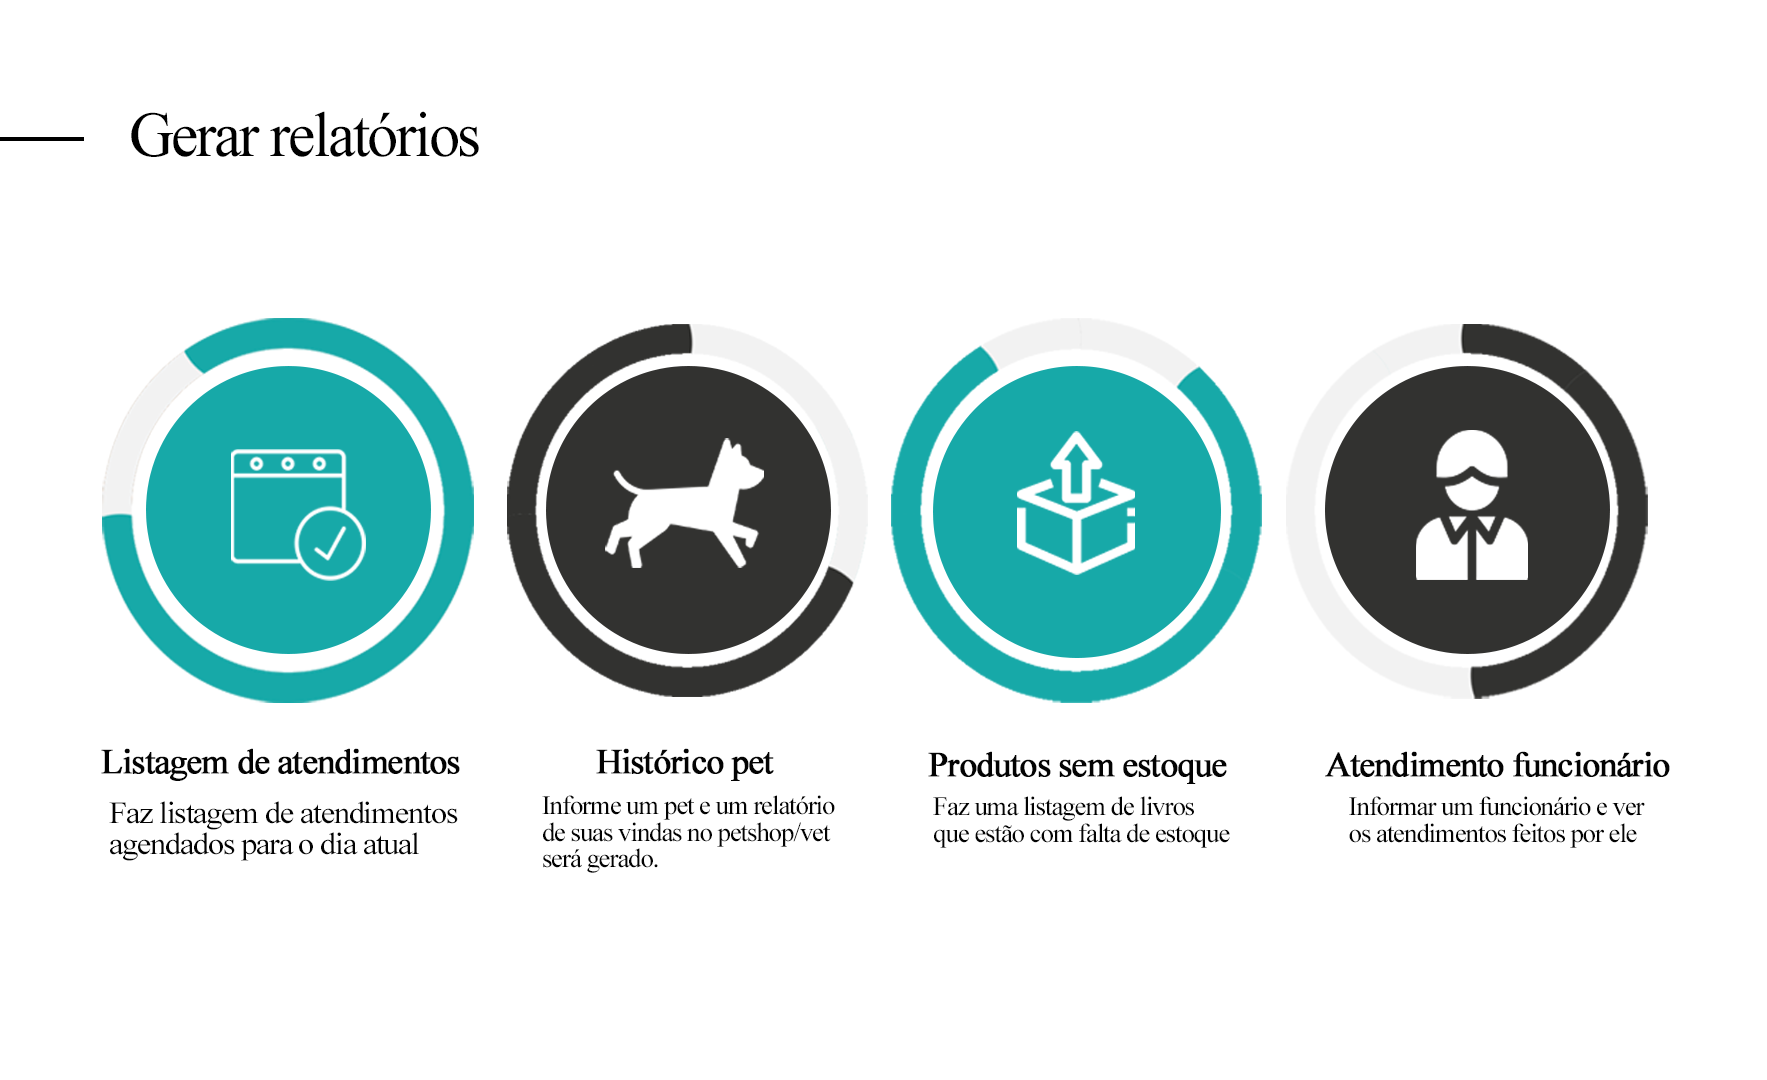 Gerar relatórios
Listagem de atendimentos
Faz listagem de atendimentos
agendados para o dia atual
Histórico pet
Informe um pet e um relatório
de suas vindas no petshop/vet
será gerado.
Produtos sem estoque
Faz uma listagem de livros
que estão com falta de estoque
Atendimento funcionário
Informar um funcionário e ver
os atendimentos feitos por ele